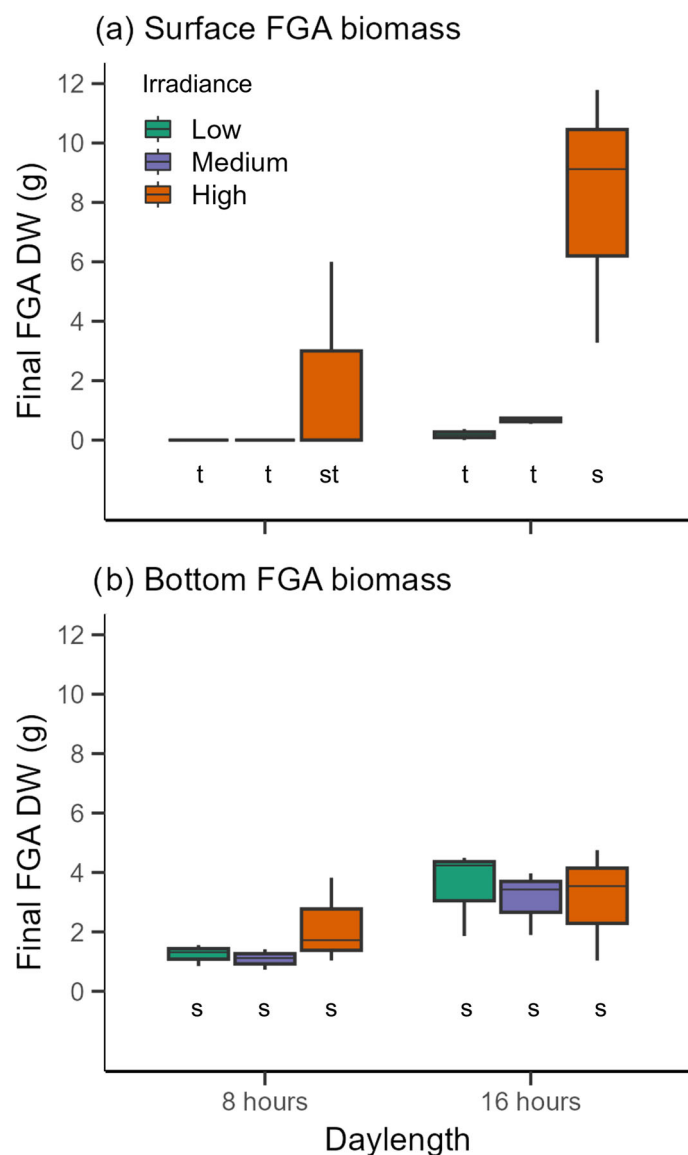 (a) Surface FGA biomass
Irradiance
Low
Medium
High
Final FGA DW (g)
12
10
8
6
4
2
0
t t st t t s
(b) Bottom FGA biomass
Final FGA DW (g)
12
10
8
6
4
2
0
s s s s s s
8 hours 16 hours
Daylength